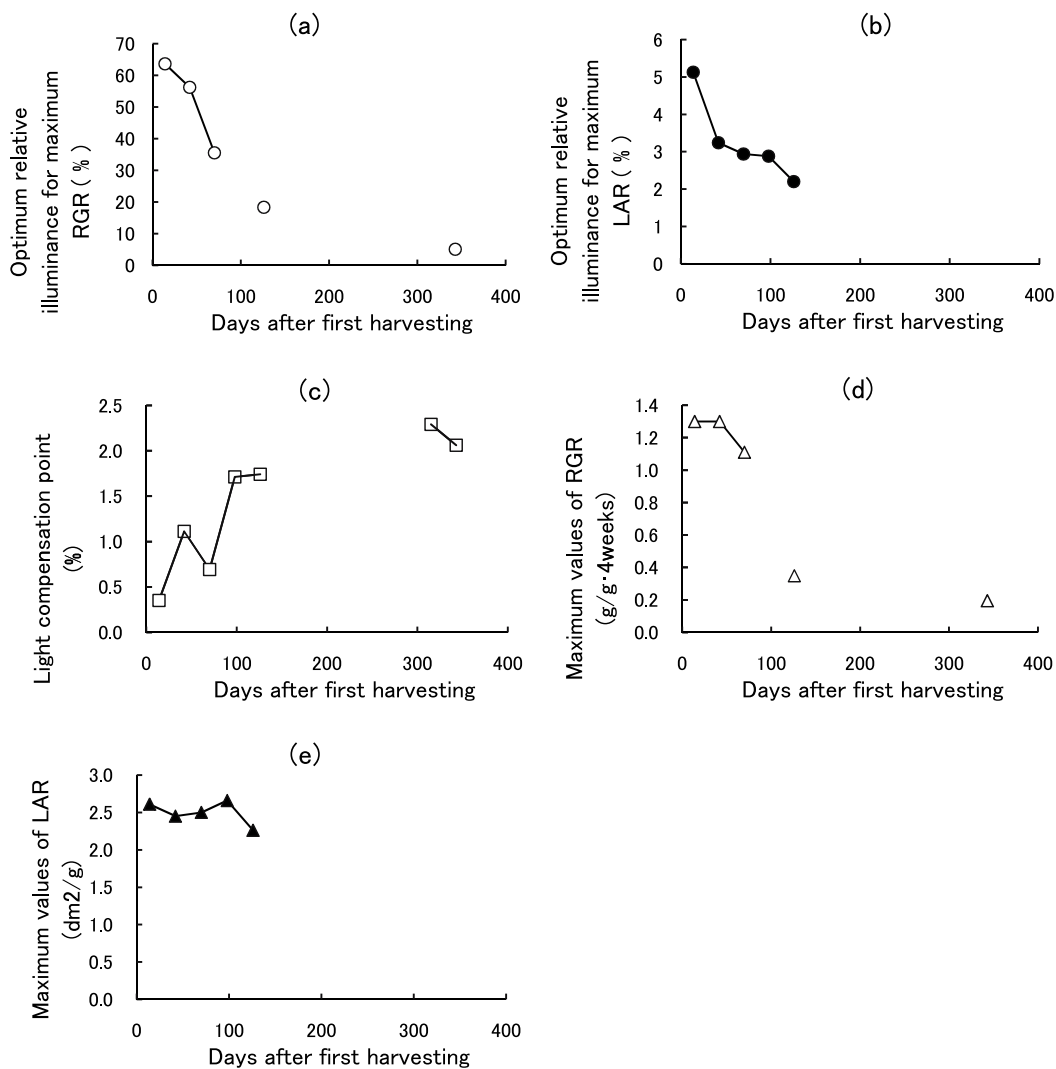 (a)
70
60
50
40
30
20
10
0
0 100 200 300 400
Optimum relative
illuminance for maximum
RGR ( % )
Days after first harvesting
(b)
6
5
4
3
2
1
0
0 100 200 300 400
Optimum relative
illuminance for maximum
LAR ( % )
Days after first harvesting
(c)
2.5
2.0
1.5
1.0
0.5
0.0
0 100 200 300 400
Light compensation point
(%)
Days after first harvesting
(d)
1.4
1.2
1.0
0.8
0.6
0.4
0.2
0.0
0 100 200 300 400
Maximum values of RGR
(g/g·4weeks)
Days after first harvesting
(e)
3.0
2.5
2.0
1.5
1.0
0.5
0.0
0 100 200 300 400
Maximum values of LAR
(dm2/g)
Days after first harvesting